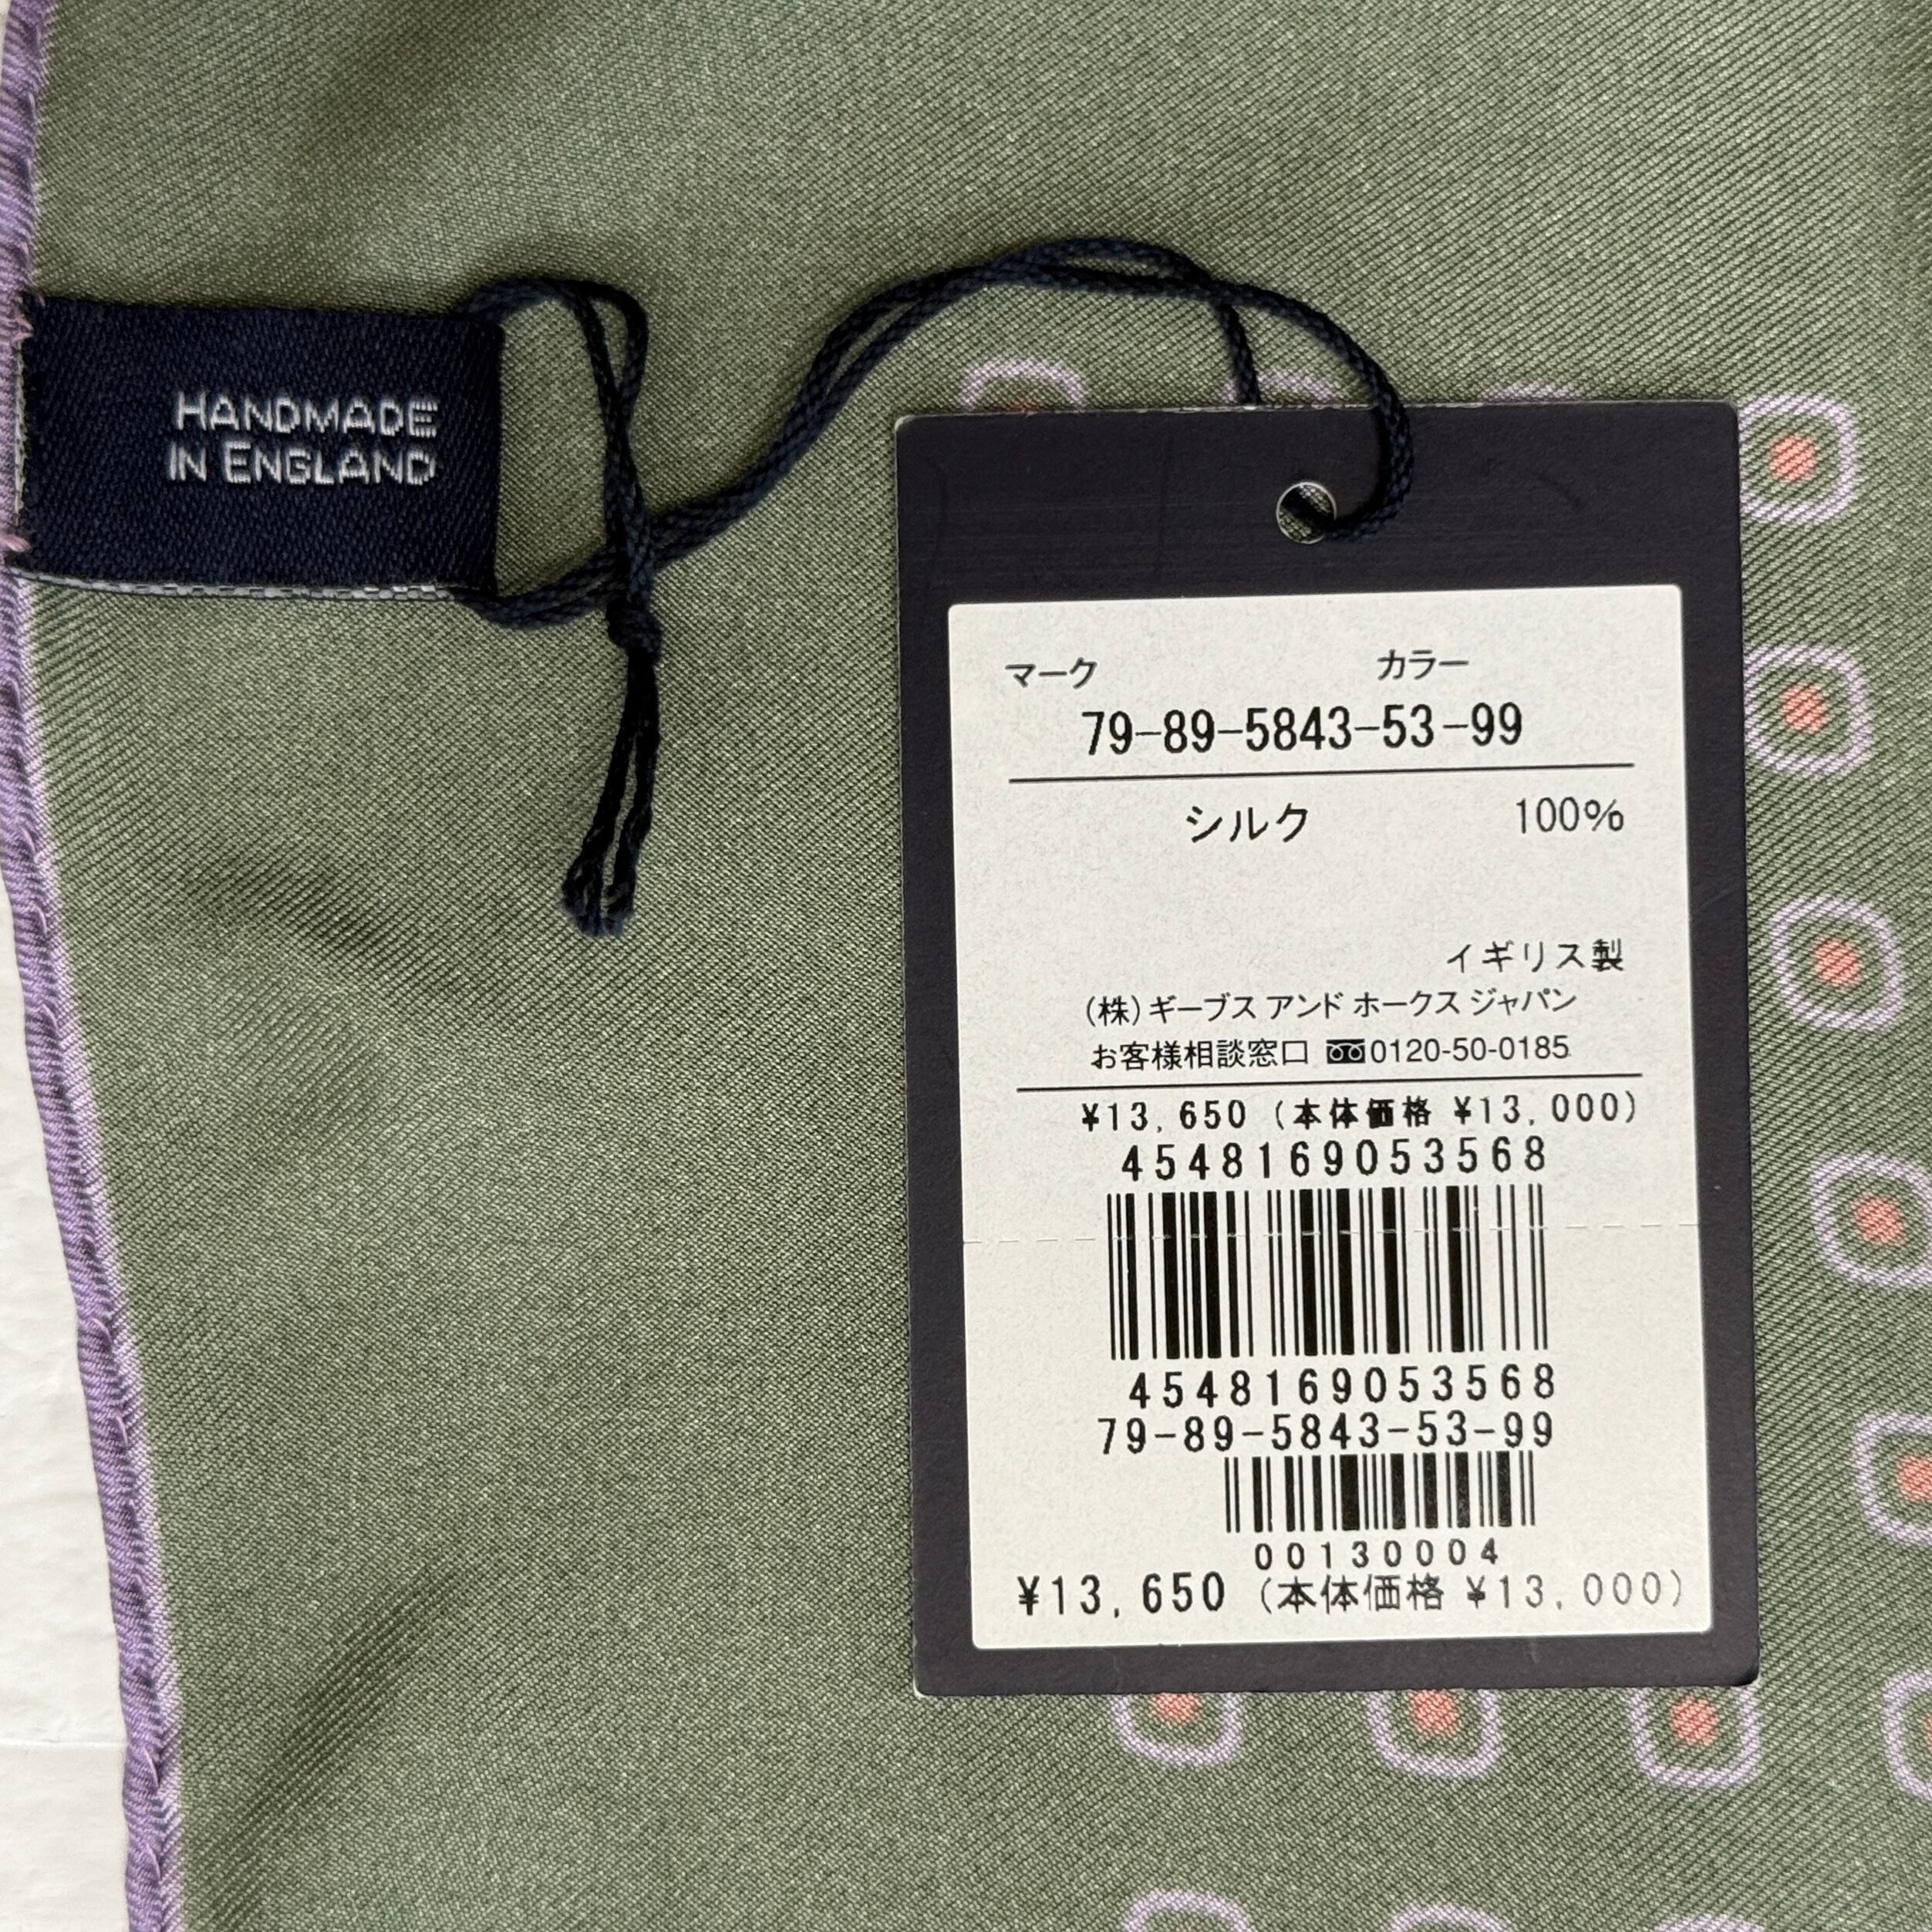 HANDMADE
IN ENGLAND
マーク カラー
79-89-5843-53-99
シルク 100%
イギリス製
(株)ギーブス アンド ホークス ジャパン
お客様相談窓口 0120-50-0185
¥13,650 (本体価格 ¥13,000)
4548169053568
4548169053568
79-89-5843-53-99
00130004
¥13,650 (本体価格 ¥13,000)